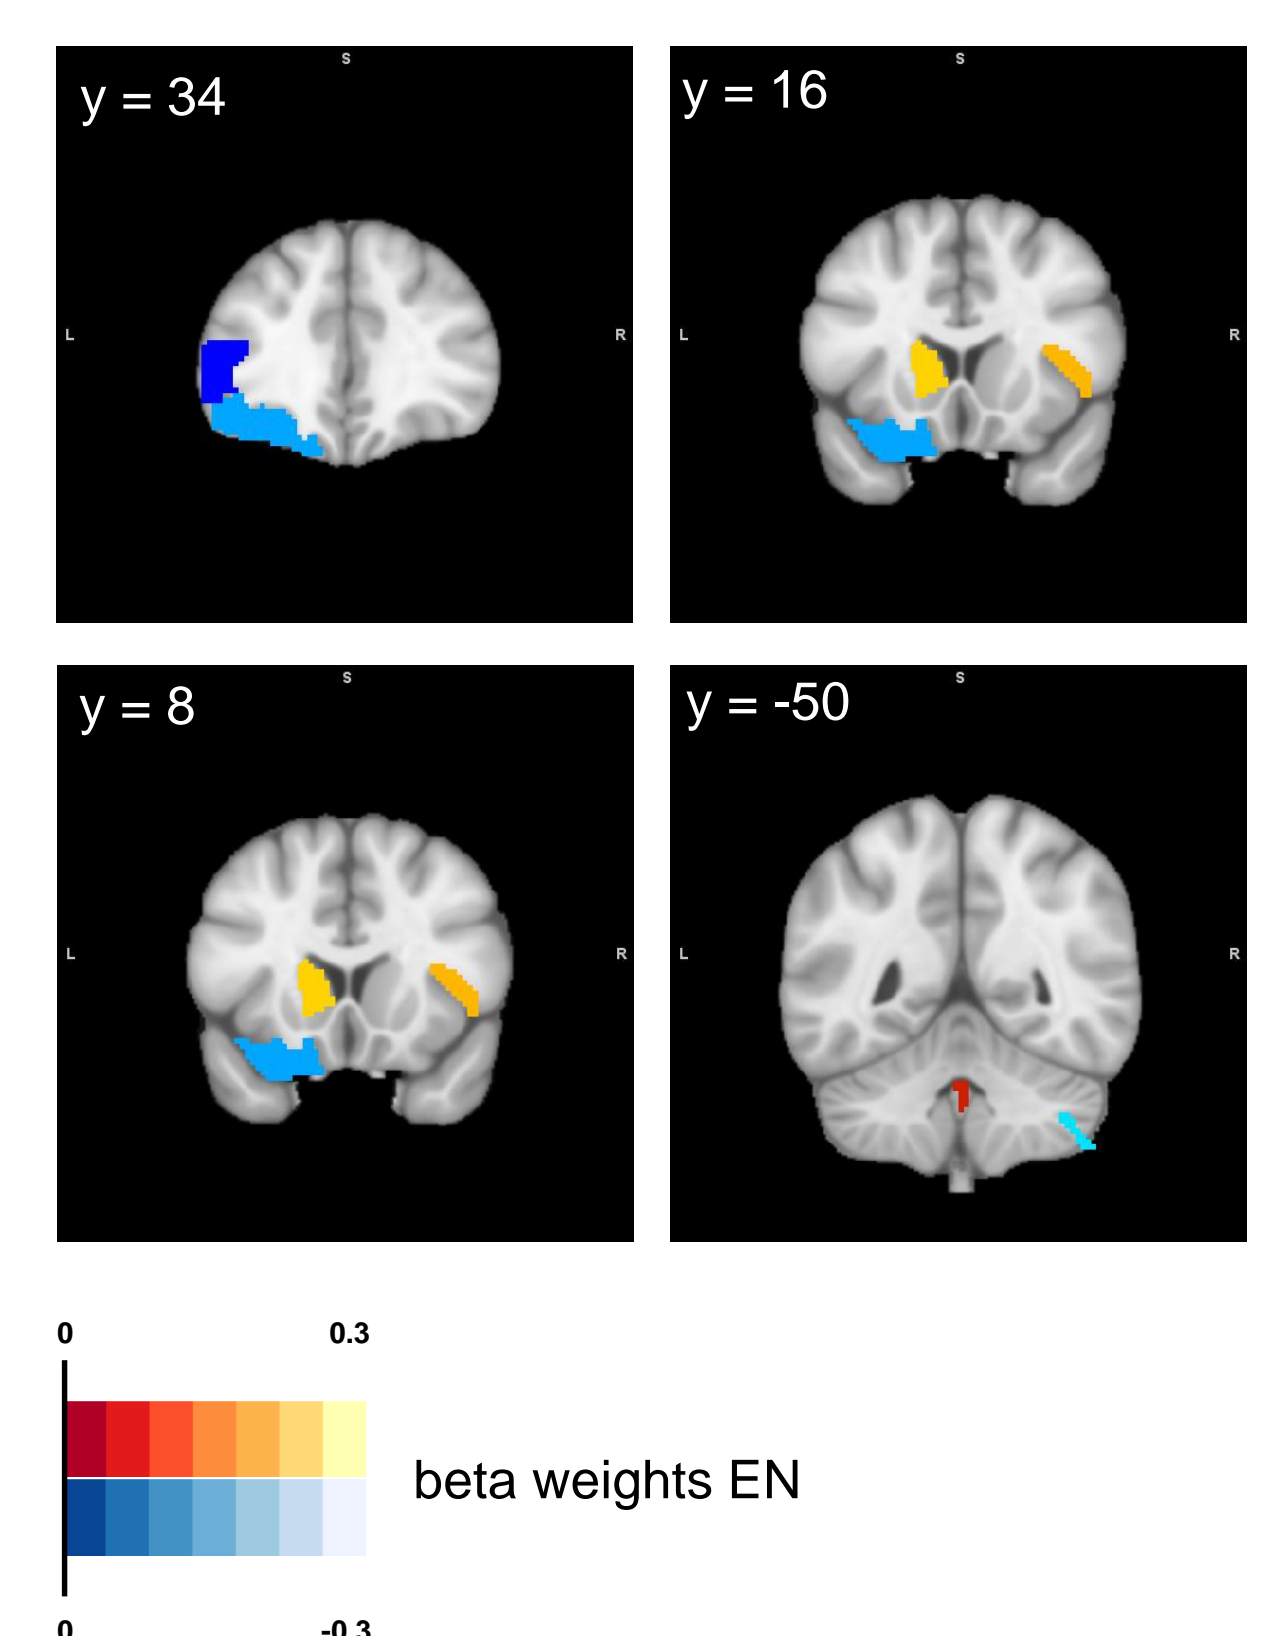 S
y = 34
L
R
S
y = 16
L
R
S
y = 8
L
R
S
y = -50
L
R
0 0.3
beta weights EN
0 -0.3